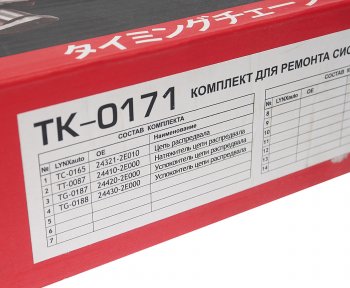 タイミングチェーン
TK-0171 КОМПЛЕКТ ДЛЯ РЕМОНТА СИС
СОСТАВ КОМПЛЕКТА
№ LYNXauto OE Наименование
1 TC-0165 24321-2E010 Цепь распредвала
2 TT-0087 24410-2E000 Натяжитель цепи распредвала
3 TG-0187 24420-2E000 Успокоитель цепи распредвала
4 TG-0188 24430-2E000 Успокоитель цепи распредвала
5
6
7
№ LYNXauto OE
8
9
10
11
12
13
14